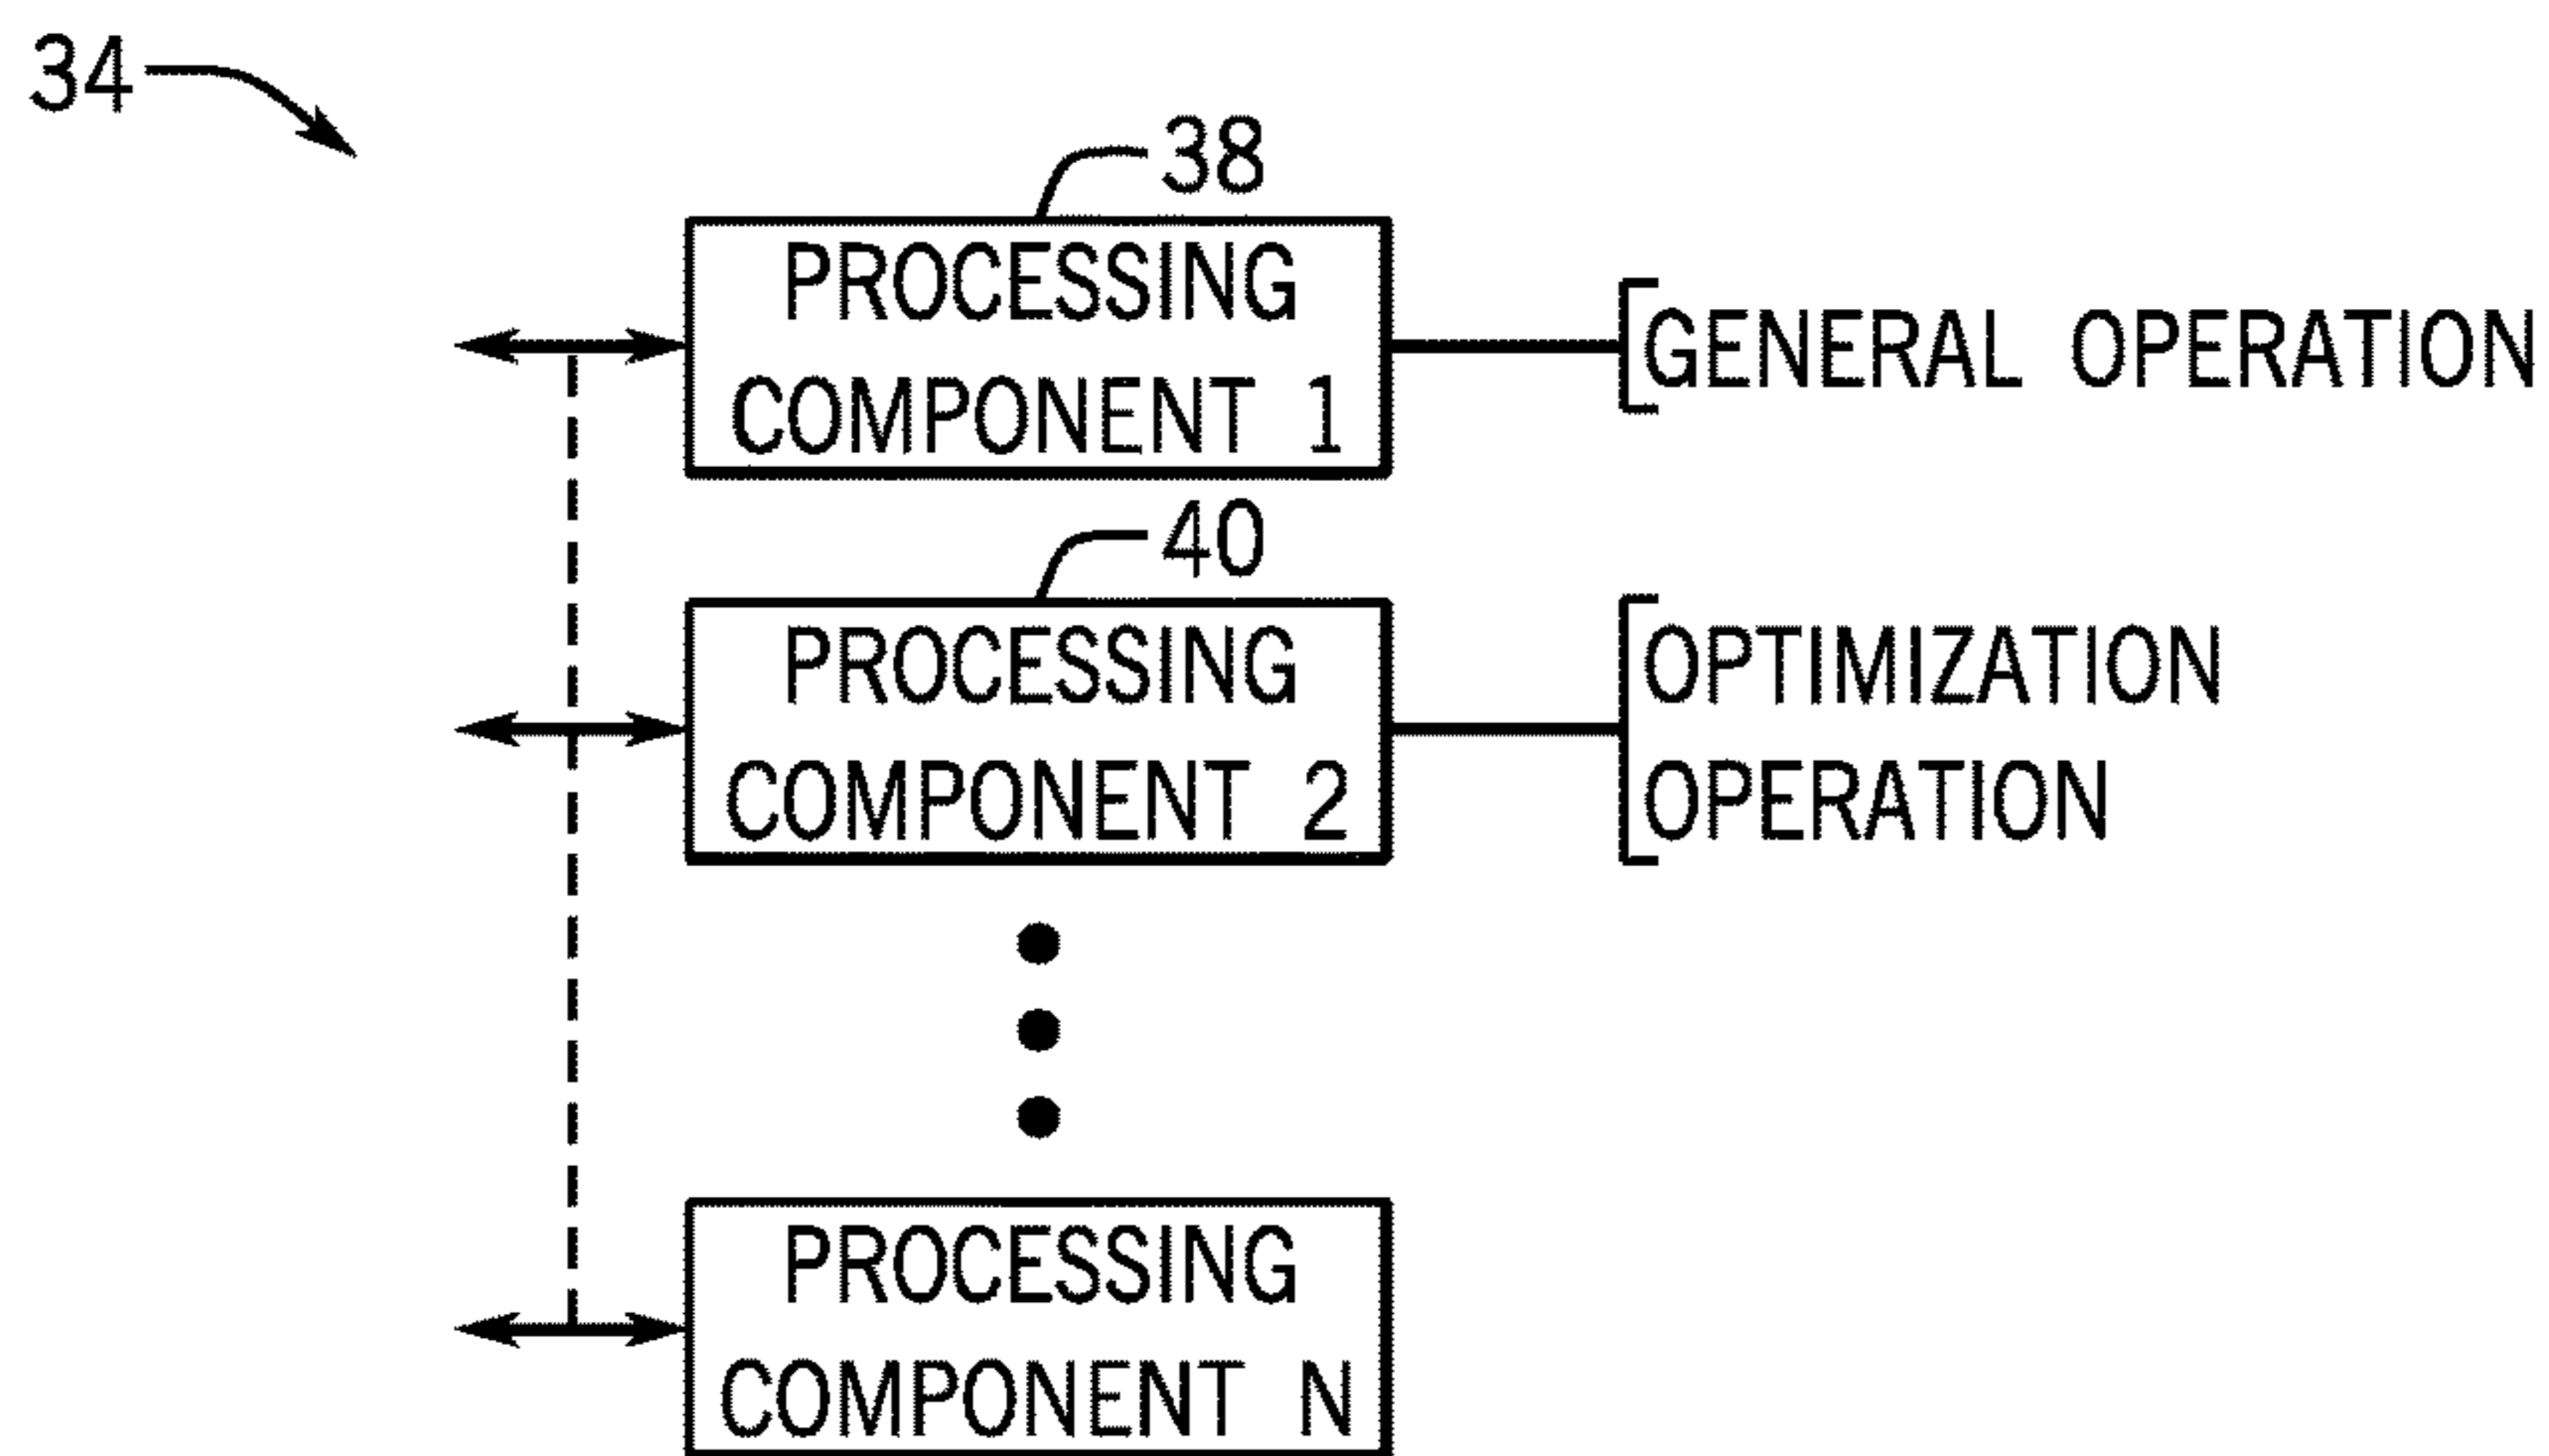 34
38
PROCESSING
COMPONENT 1
GENERAL OPERATION
40
PROCESSING
COMPONENT 2
OPTIMIZATION
OPERATION
PROCESSING
COMPONENT N